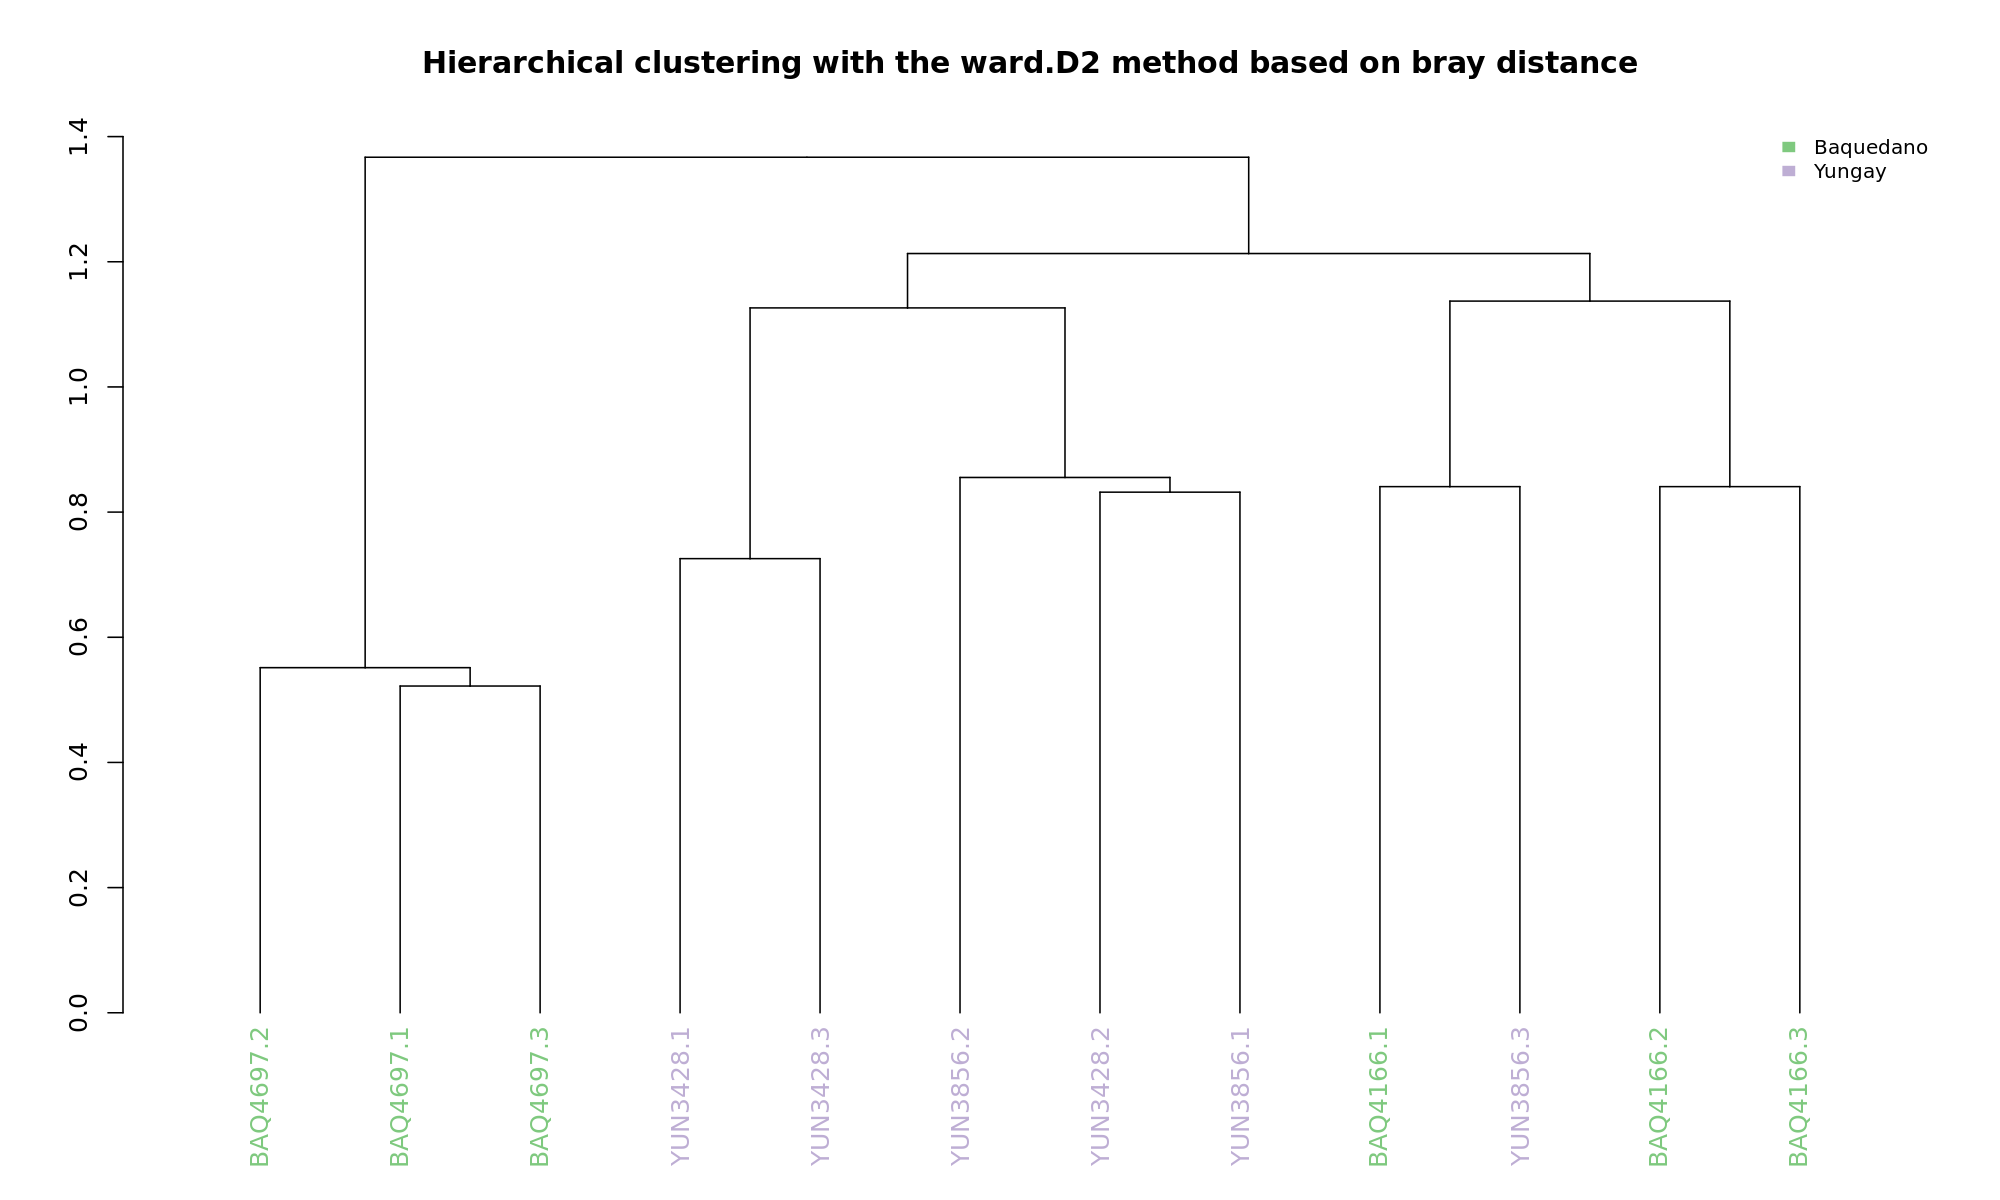 Hierarchical clustering with the ward.D2 method based on bray distance
1.4
1.2
1.0
0.8
0.6
0.4
0.2
0.0
Baquedano
Yungay
BAQ4697.2
BAQ4697.1
BAQ4697.3
YUN3428.1
YUN3428.3
YUN3856.2
YUN3428.2
YUN3856.1
BAQ4166.1
YUN3856.3
BAQ4166.2
BAQ4166.3